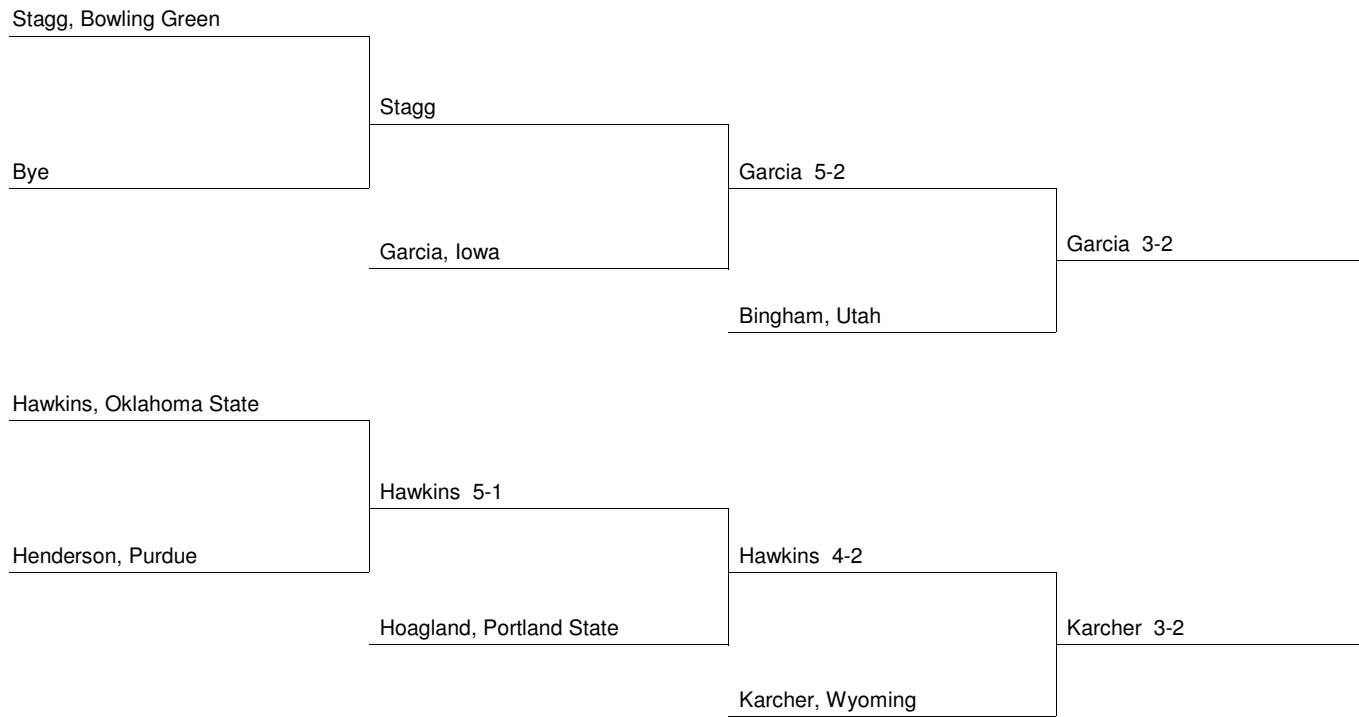 Stagg, Bowling Green
Stagg
Bye
Garcia 5-2
Garcia 3-2
Garcia, Iowa
Bingham, Utah
Hawkins, Oklahoma State
Hawkins 5-1
Henderson, Purdue
Hawkins 4-2
Hoagland, Portland State
Karcher 3-2
Karcher, Wyoming